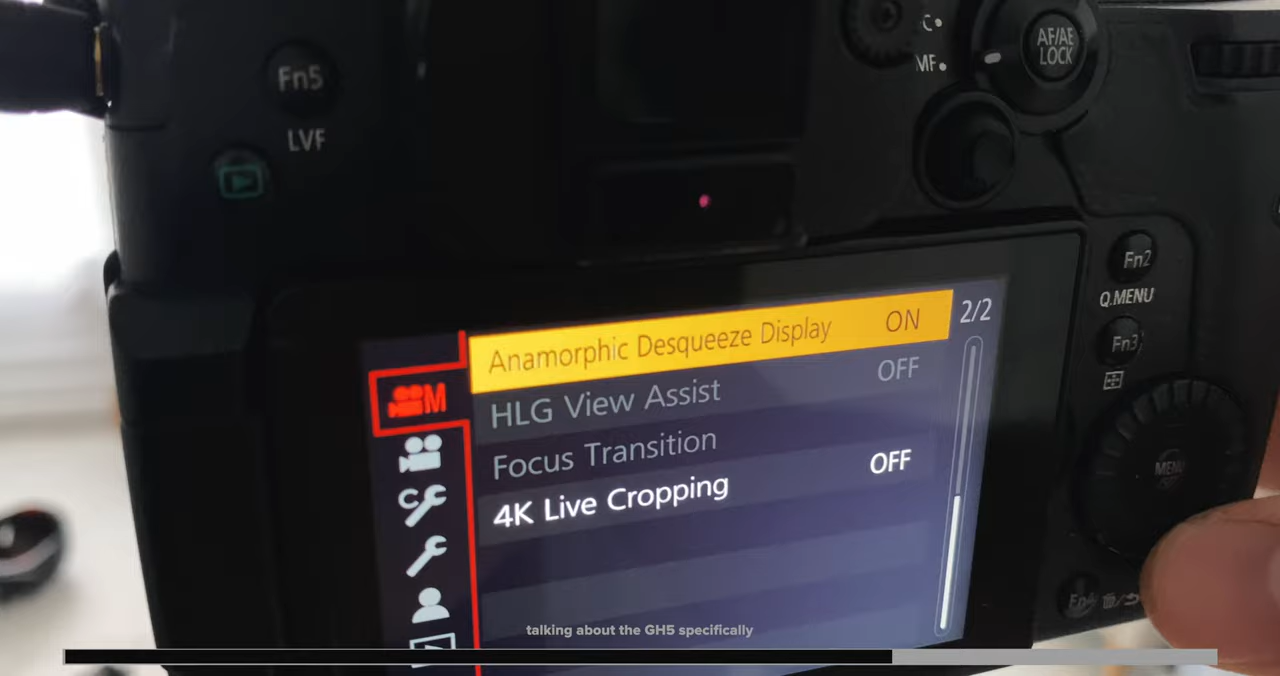 Fn5
LVF
C
MF
AF/AE
LOCK
Anamorphic Desqueeze Display ON
2/2
HLG View Assist OFF
Focus Transition
4K Live Cropping OFF
M
C
Fn2
Q.MENU
Fn3
MENU
Fn4
talking about the GH5 specifically